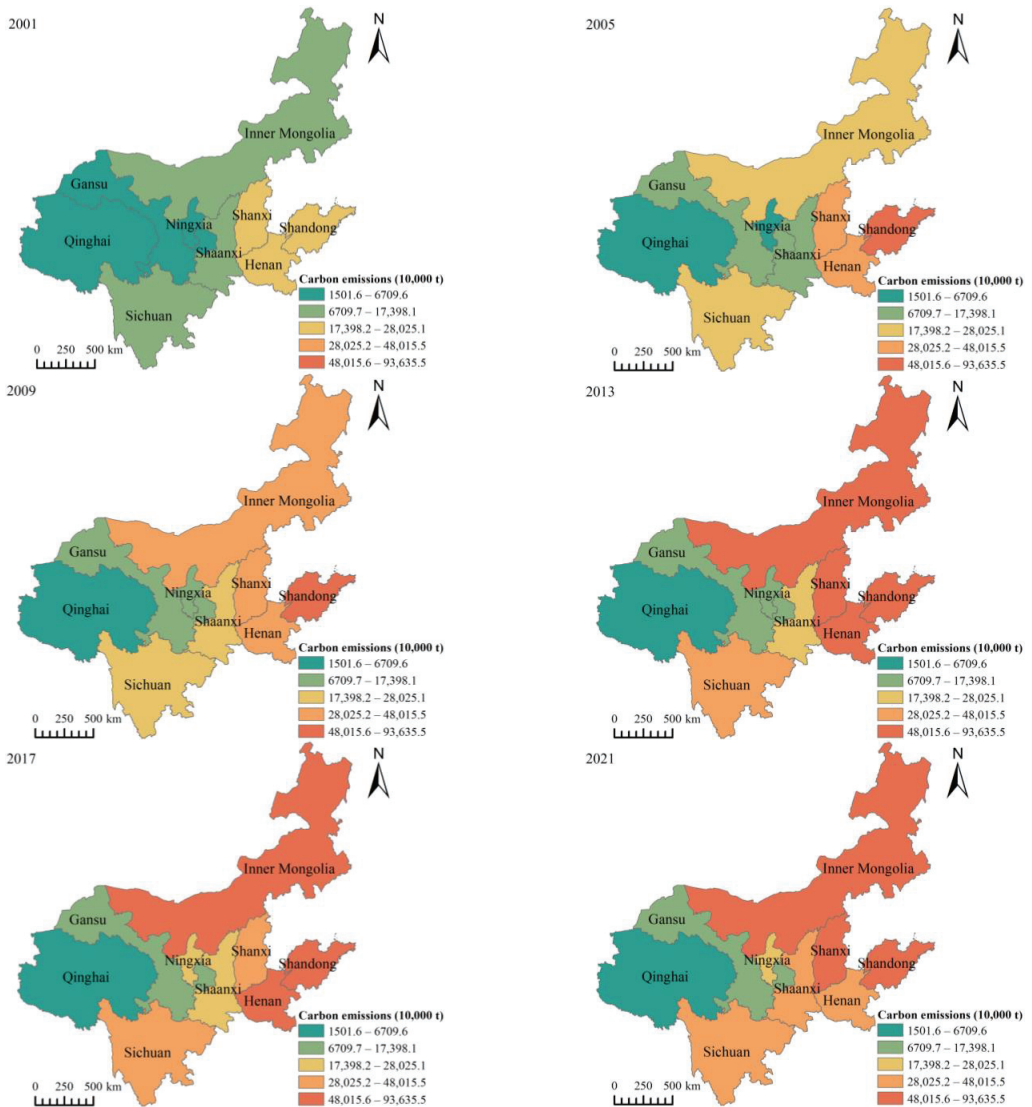 2001
N
Inner Mongolia
Gansu
Ningxia
Shanxi
Shandong
Qinghai
Shaanxi
Henan
Sichuan
Carbon emissions (10,000 t)
1501.6 – 6709.6
6709.7 – 17,398.1
17,398.2 – 28,025.1
28,025.2 – 48,015.5
48,015.6 – 93,635.5
0 250 500 km
2005
N
Inner Mongolia
Gansu
Ningxia
Shanxi
Shandong
Qinghai
Shaanxi
Henan
Sichuan
Carbon emissions (10,000 t)
1501.6 – 6709.6
6709.7 – 17,398.1
17,398.2 – 28,025.1
28,025.2 – 48,015.5
48,015.6 – 93,635.5
0 250 500 km
2009
N
Inner Mongolia
Gansu
Ningxia
Shanxi
Shandong
Qinghai
Shaanxi
Henan
Sichuan
Carbon emissions (10,000 t)
1501.6 – 6709.6
6709.7 – 17,398.1
17,398.2 – 28,025.1
28,025.2 – 48,015.5
48,015.6 – 93,635.5
0 250 500 km
2013
N
Inner Mongolia
Gansu
Ningxia
Shanxi
Shandong
Qinghai
Shaanxi
Henan
Sichuan
Carbon emissions (10,000 t)
1501.6 – 6709.6
6709.7 – 17,398.1
17,398.2 – 28,025.1
28,025.2 – 48,015.5
48,015.6 – 93,635.5
0 250 500 km
2017
N
Inner Mongolia
Gansu
Ningxia
Shanxi
Shandong
Qinghai
Shaanxi
Henan
Sichuan
Carbon emissions (10,000 t)
1501.6 – 6709.6
6709.7 – 17,398.1
17,398.2 – 28,025.1
28,025.2 – 48,015.5
48,015.6 – 93,635.5
0 250 500 km
2021
N
Inner Mongolia
Gansu
Ningxia
Shanxi
Shandong
Qinghai
Shaanxi
Henan
Sichuan
Carbon emissions (10,000 t)
1501.6 – 6709.6
6709.7 – 17,398.1
17,398.2 – 28,025.1
28,025.2 – 48,015.5
48,015.6 – 93,635.5
0 250 500 km